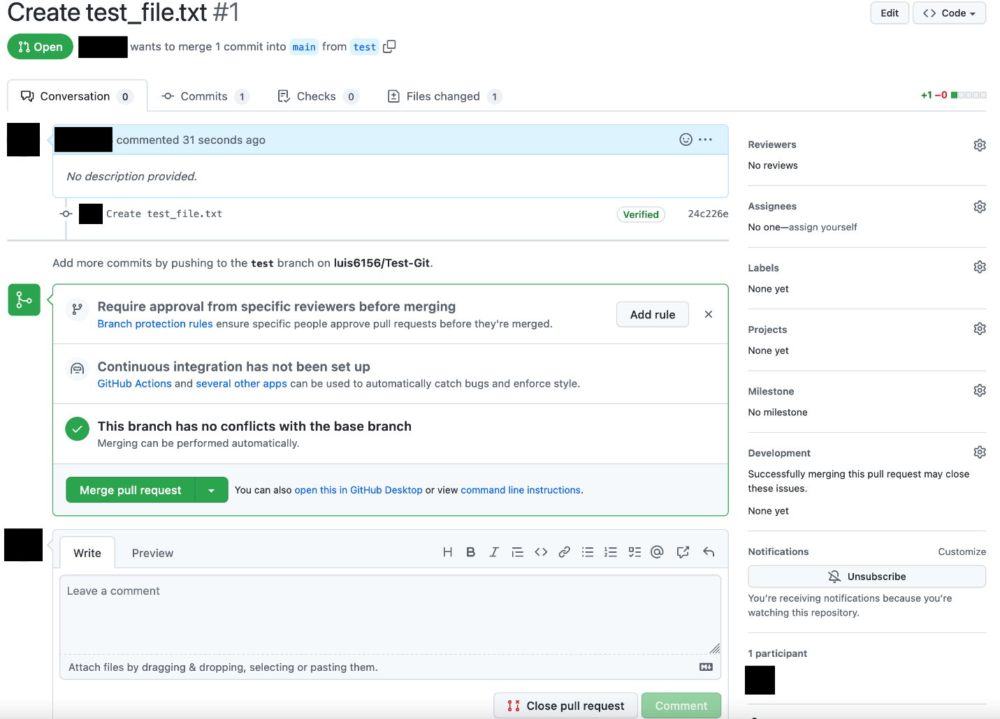 Create test_file.txt #1
Edit
Code
Open
wants to merge 1 commit into main from test
Conversation 0
Commits 1
Checks 0
Files changed 1
+1 −0
commented 31 seconds ago
No description provided.
Create test_file.txt
Verified
24c226e
Add more commits by pushing to the test branch on luis6156/Test-Git.
Require approval from specific reviewers before merging
Branch protection rules ensure specific people approve pull requests before they're merged.
Add rule
Continuous integration has not been set up
GitHub Actions and several other apps can be used to automatically catch bugs and enforce style.
This branch has no conflicts with the base branch
Merging can be performed automatically.
Merge pull request
You can also open this in GitHub Desktop or view command line instructions.
Write
Preview
Leave a comment
Attach files by dragging & dropping, selecting or pasting them.
Close pull request
Comment
Reviewers
No reviews
Assignees
No one—assign yourself
Labels
None yet
Projects
None yet
Milestone
No milestone
Development
Successfully merging this pull request may close
these issues.
None yet
Notifications
Customize
Unsubscribe
You're receiving notifications because you're
watching this repository.
1 participant